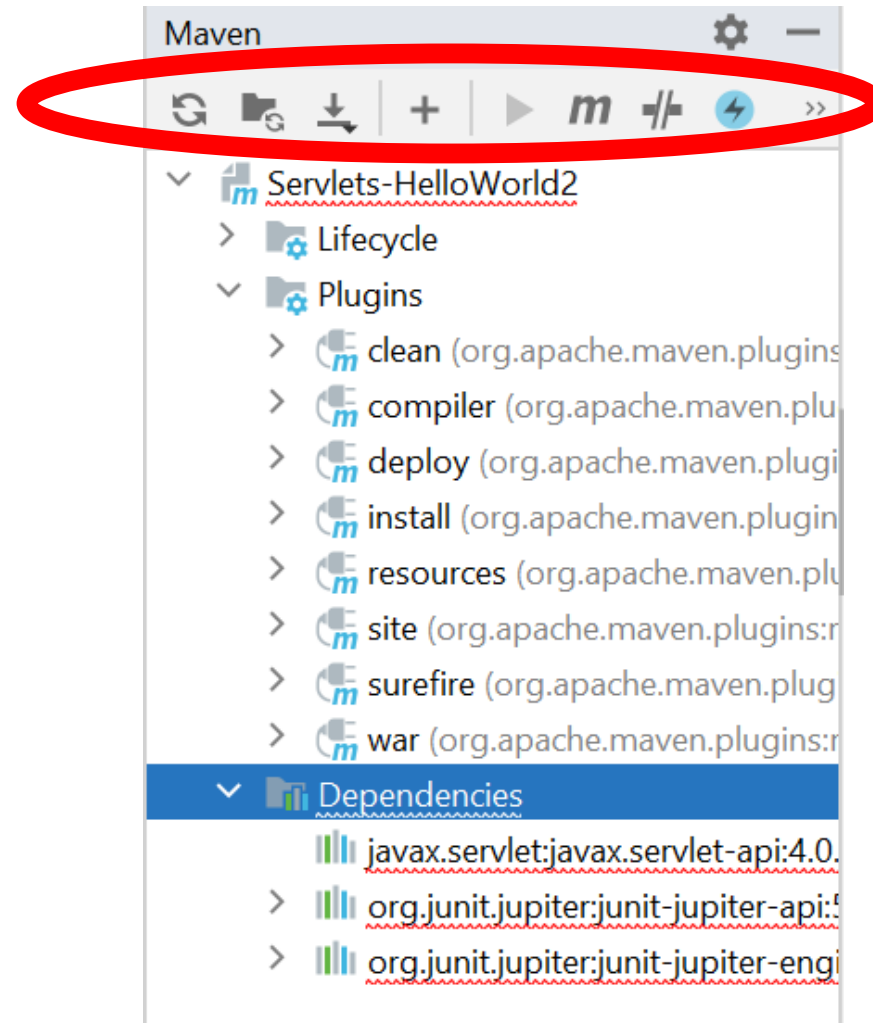 Maven
m
Servlets-HelloWorld2
Lifecycle
Plugins
clean (org.apache.maven.plugins
compiler (org.apache.maven.plu
deploy (org.apache.maven.plugi
install (org.apache.maven.plugin
resources (org.apache.maven.plu
site (org.apache.maven.plugins:
surefire (org.apache.maven.plug
war (org.apache.maven.plugins:
Dependencies
javax.servlet:javax.servlet-api:4.0.
org.junit.jupiter:junit-jupiter-api:
org.junit.jupiter:junit-jupiter-engi